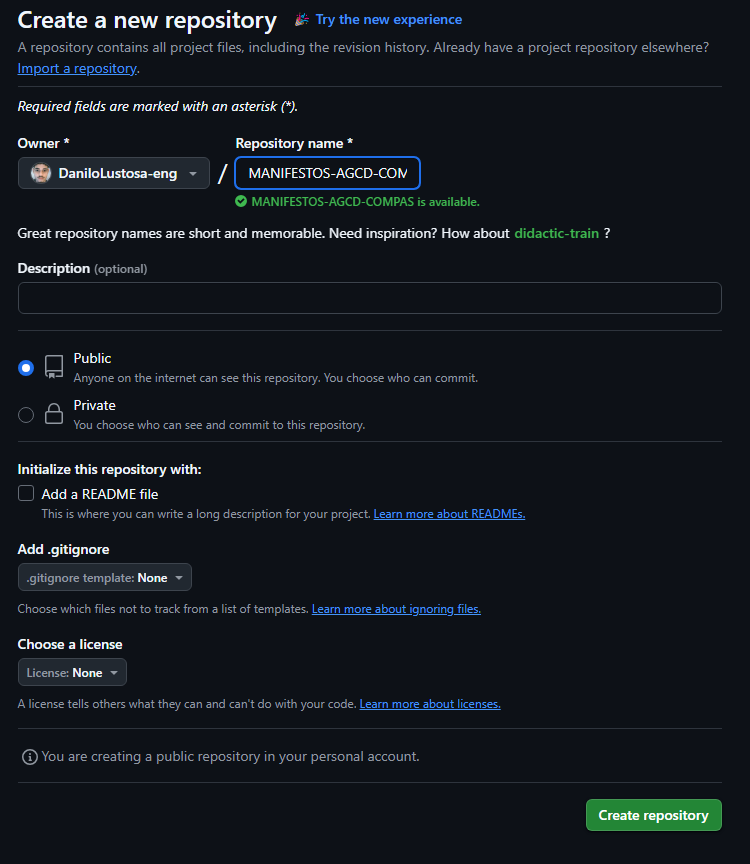 Create a new repository Try the new experience
A repository contains all project files, including the revision history. Already have a project repository elsewhere?
Import a repository.
Required fields are marked with an asterisk (*).
Owner * Repository name *
DaniloLustosa-eng / MANIFESTOS-AGCD-COM
MANIFESTOS-AGCD-COMPAS is available.
Great repository names are short and memorable. Need inspiration? How about didactic-train ?
Description (optional)
Public
Anyone on the internet can see this repository. You choose who can commit.
Private
You choose who can see and commit to this repository.
Initialize this repository with:
Add a README file
This is where you can write a long description for your project. Learn more about READMEs.
Add .gitignore
.gitignore template: None
Choose which files not to track from a list of templates. Learn more about ignoring files.
Choose a license
License: None
A license tells others what they can and can't do with your code. Learn more about licenses.
You are creating a public repository in your personal account.
Create repository